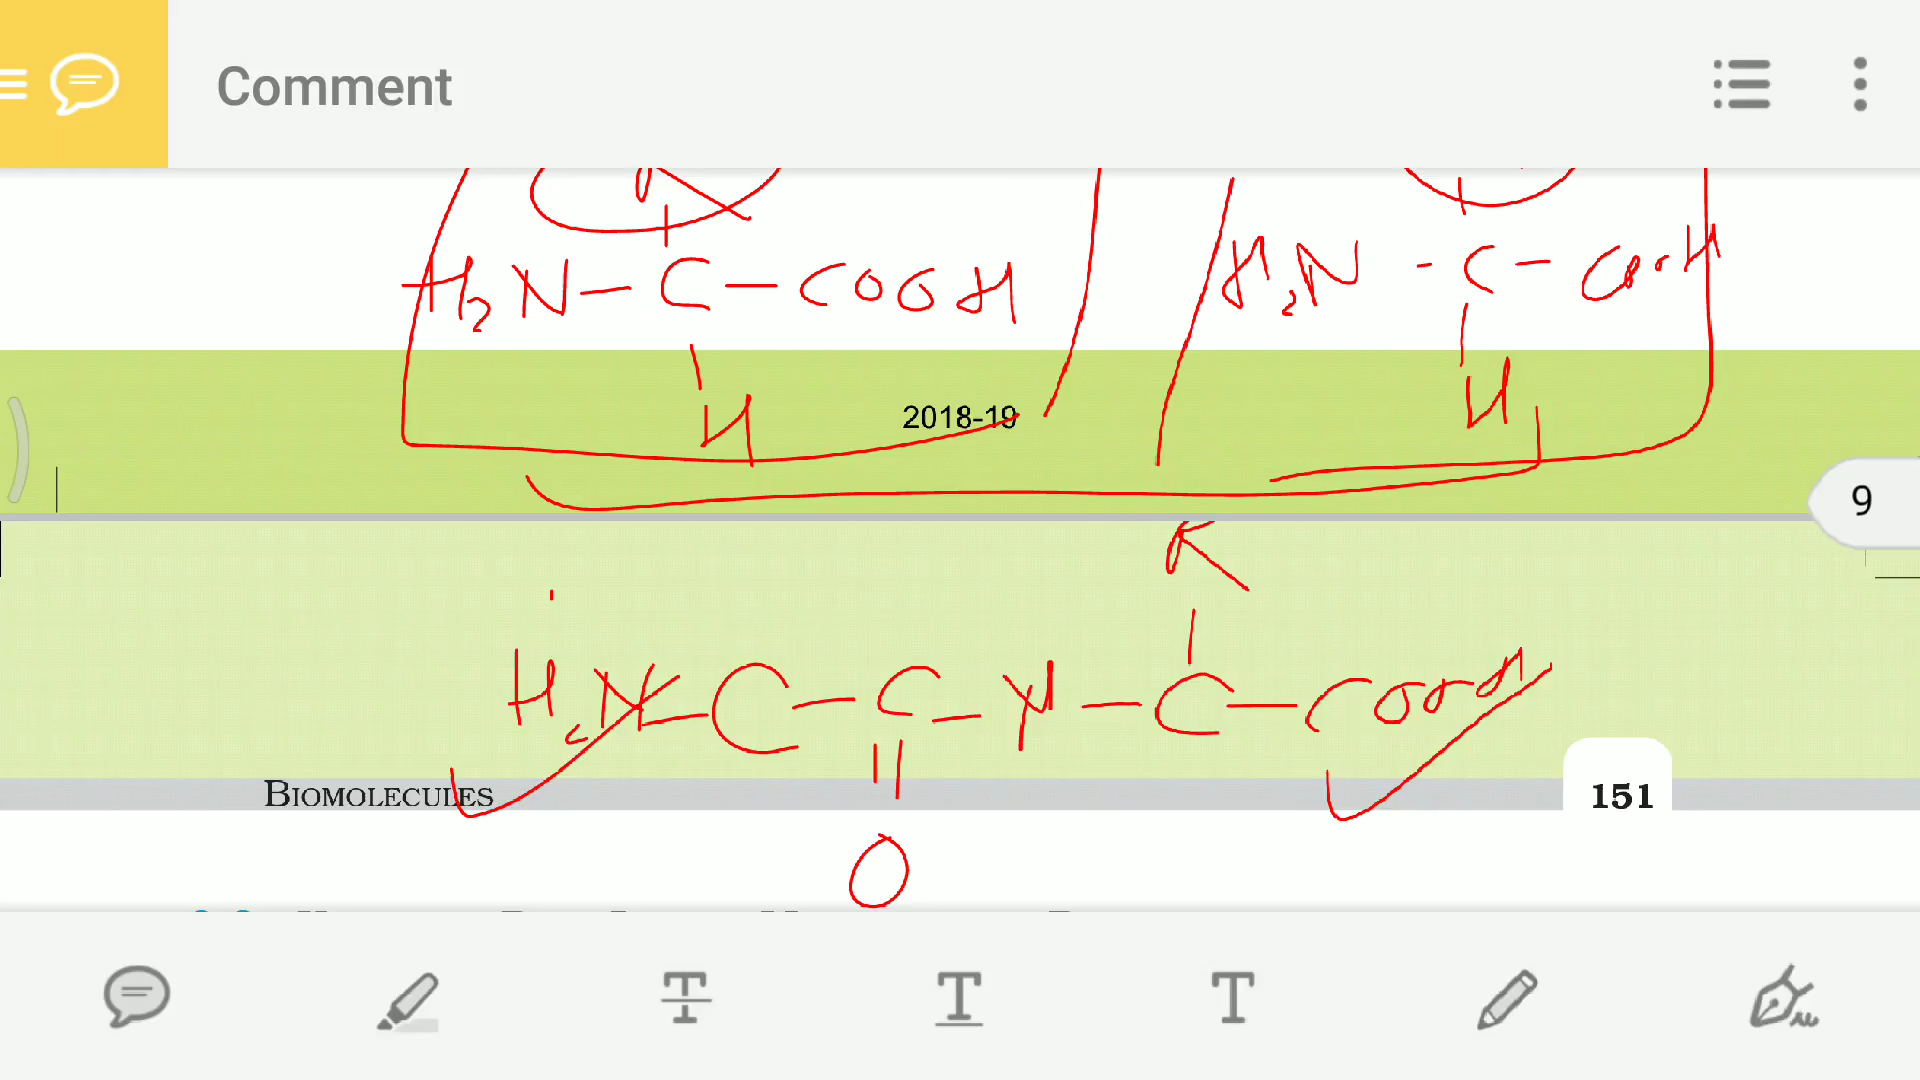 Comment
R
H2N-C-COOH H2N-C-COOH
H H
2018-19
9
R
H2N-C-C-N-C-COOH
O
BIOMOLECULES 151